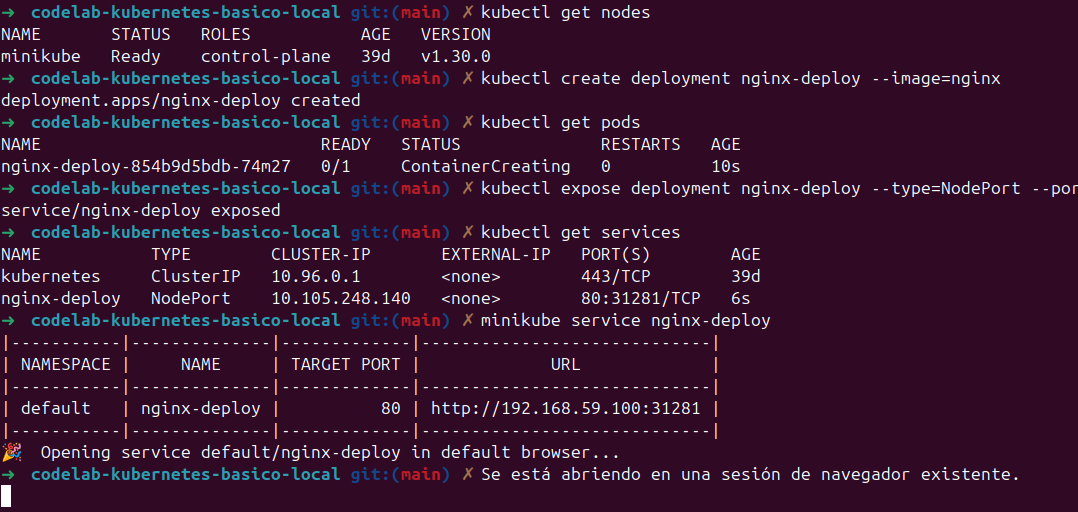 ➜  codelab-kubernetes-basico-local git:(main) ✗ kubectl get nodes
NAME       STATUS   ROLES           AGE   VERSION
minikube   Ready    control-plane   39d   v1.30.0
➜  codelab-kubernetes-basico-local git:(main) ✗ kubectl create deployment nginx-deploy --image=nginx
deployment.apps/nginx-deploy created
➜  codelab-kubernetes-basico-local git:(main) ✗ kubectl get pods
NAME                            READY   STATUS              RESTARTS   AGE
nginx-deploy-854b9d5bdb-74m27   0/1     ContainerCreating   0          10s
➜  codelab-kubernetes-basico-local git:(main) ✗ kubectl expose deployment nginx-deploy --type=NodePort --por
service/nginx-deploy exposed
➜  codelab-kubernetes-basico-local git:(main) ✗ kubectl get services
NAME           TYPE        CLUSTER-IP       EXTERNAL-IP   PORT(S)        AGE
kubernetes     ClusterIP   10.96.0.1        <none>        443/TCP        39d
nginx-deploy   NodePort    10.105.248.140   <none>        80:31281/TCP   6s
➜  codelab-kubernetes-basico-local git:(main) ✗ minikube service nginx-deploy
|-----------|--------------|-------------|-----------------------------|
| NAMESPACE |     NAME     | TARGET PORT |             URL             |
|-----------|--------------|-------------|-----------------------------|
| default   | nginx-deploy |          80 | http://192.168.59.100:31281 |
|-----------|--------------|-------------|-----------------------------|
🎉  Opening service default/nginx-deploy in default browser...
➜  codelab-kubernetes-basico-local git:(main) ✗ Se está abriendo en una sesión de navegador existente.